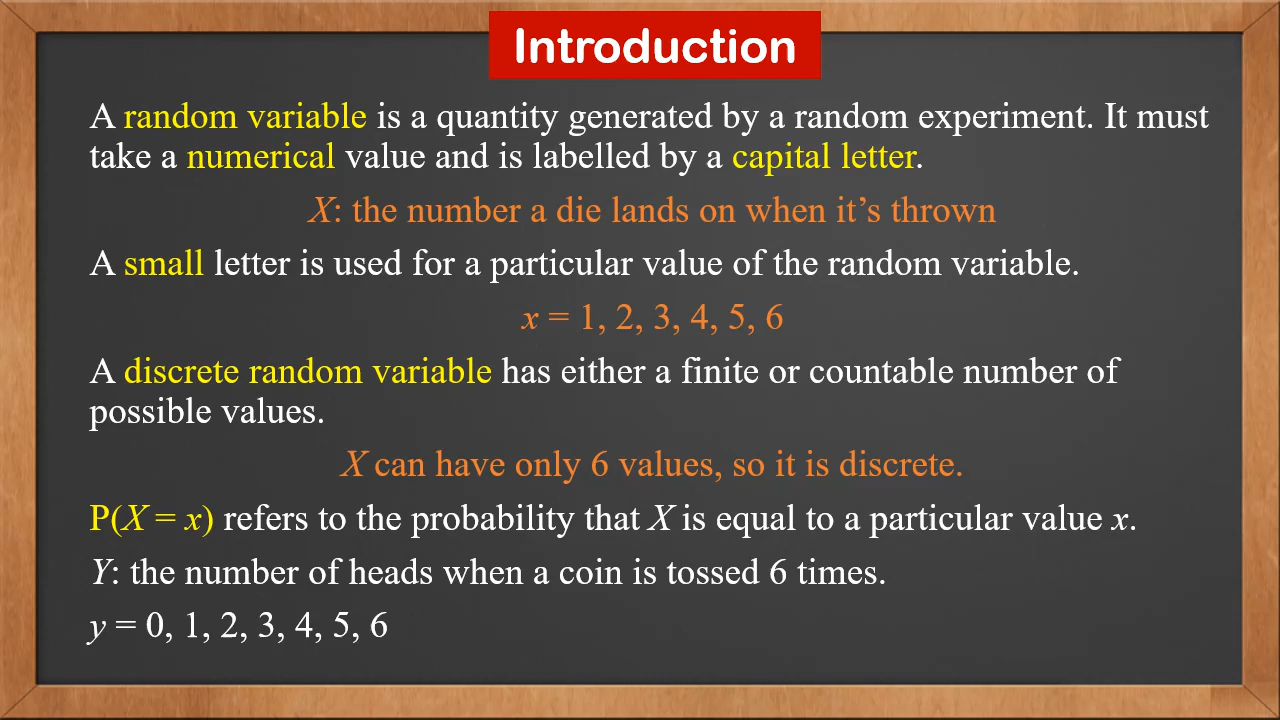 Introduction
A random variable is a quantity generated by a random experiment. It must
take a numerical value and is labelled by a capital letter.
X: the number a die lands on when it’s thrown
A small letter is used for a particular value of the random variable.
x = 1, 2, 3, 4, 5, 6
A discrete random variable has either a finite or countable number of
possible values.
X can have only 6 values, so it is discrete.
P(X = x) refers to the probability that X is equal to a particular value x.
Y: the number of heads when a coin is tossed 6 times.
y = 0, 1, 2, 3, 4, 5, 6